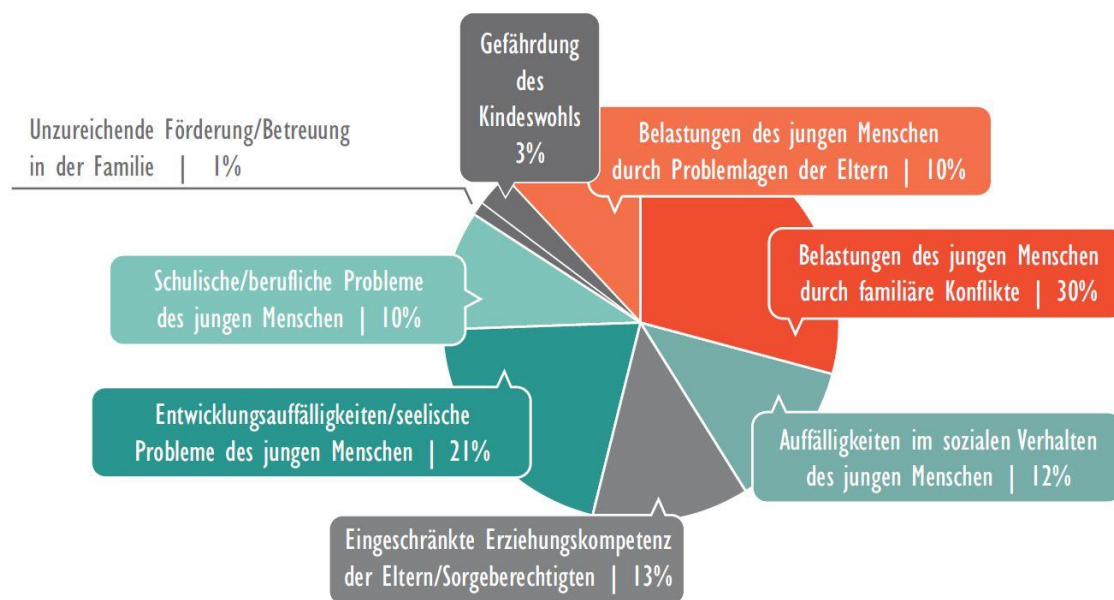 Gefährdung
des
Kindeswohls
3%
Belastungen des jungen Menschen
durch Problemlagen der Eltern | 10%
Belastungen des jungen Menschen
durch familiäre Konflikte | 30%
Auffälligkeiten im sozialen Verhalten
des jungen Menschen | 12%
Eingeschränkte Erziehungskompetenz
der Eltern/Sorgeberechtigten | 13%
Entwicklungsauffälligkeiten/seelische
Probleme des jungen Menschen | 21%
Schulische/berufliche Probleme
des jungen Menschen | 10%
Unzureichende Förderung/Betreuung
in der Familie | 1%